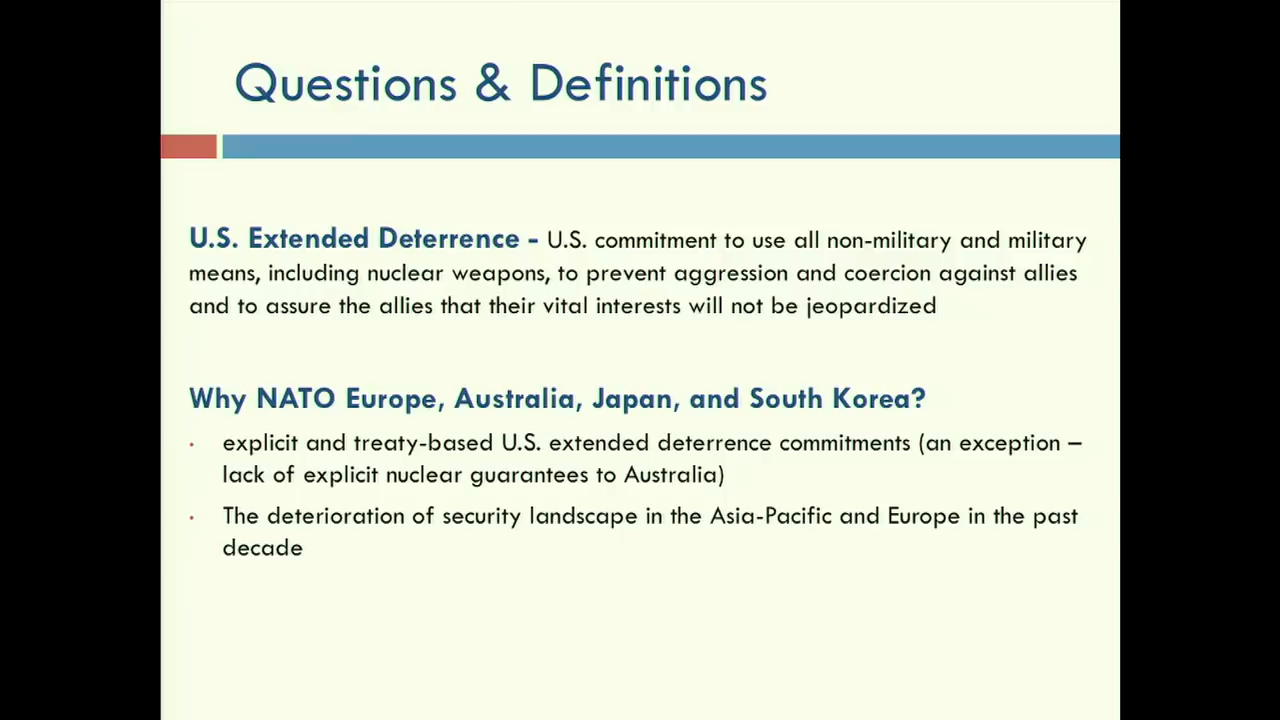 Questions & Definitions
U.S. Extended Deterrence - U.S. commitment to use all non-military and military
means, including nuclear weapons, to prevent aggression and coercion against allies
and to assure the allies that their vital interests will not be jeopardized
Why NATO Europe, Australia, Japan, and South Korea?
• explicit and treaty-based U.S. extended deterrence commitments (an exception –
lack of explicit nuclear guarantees to Australia)
• The deterioration of security landscape in the Asia-Pacific and Europe in the past
decade